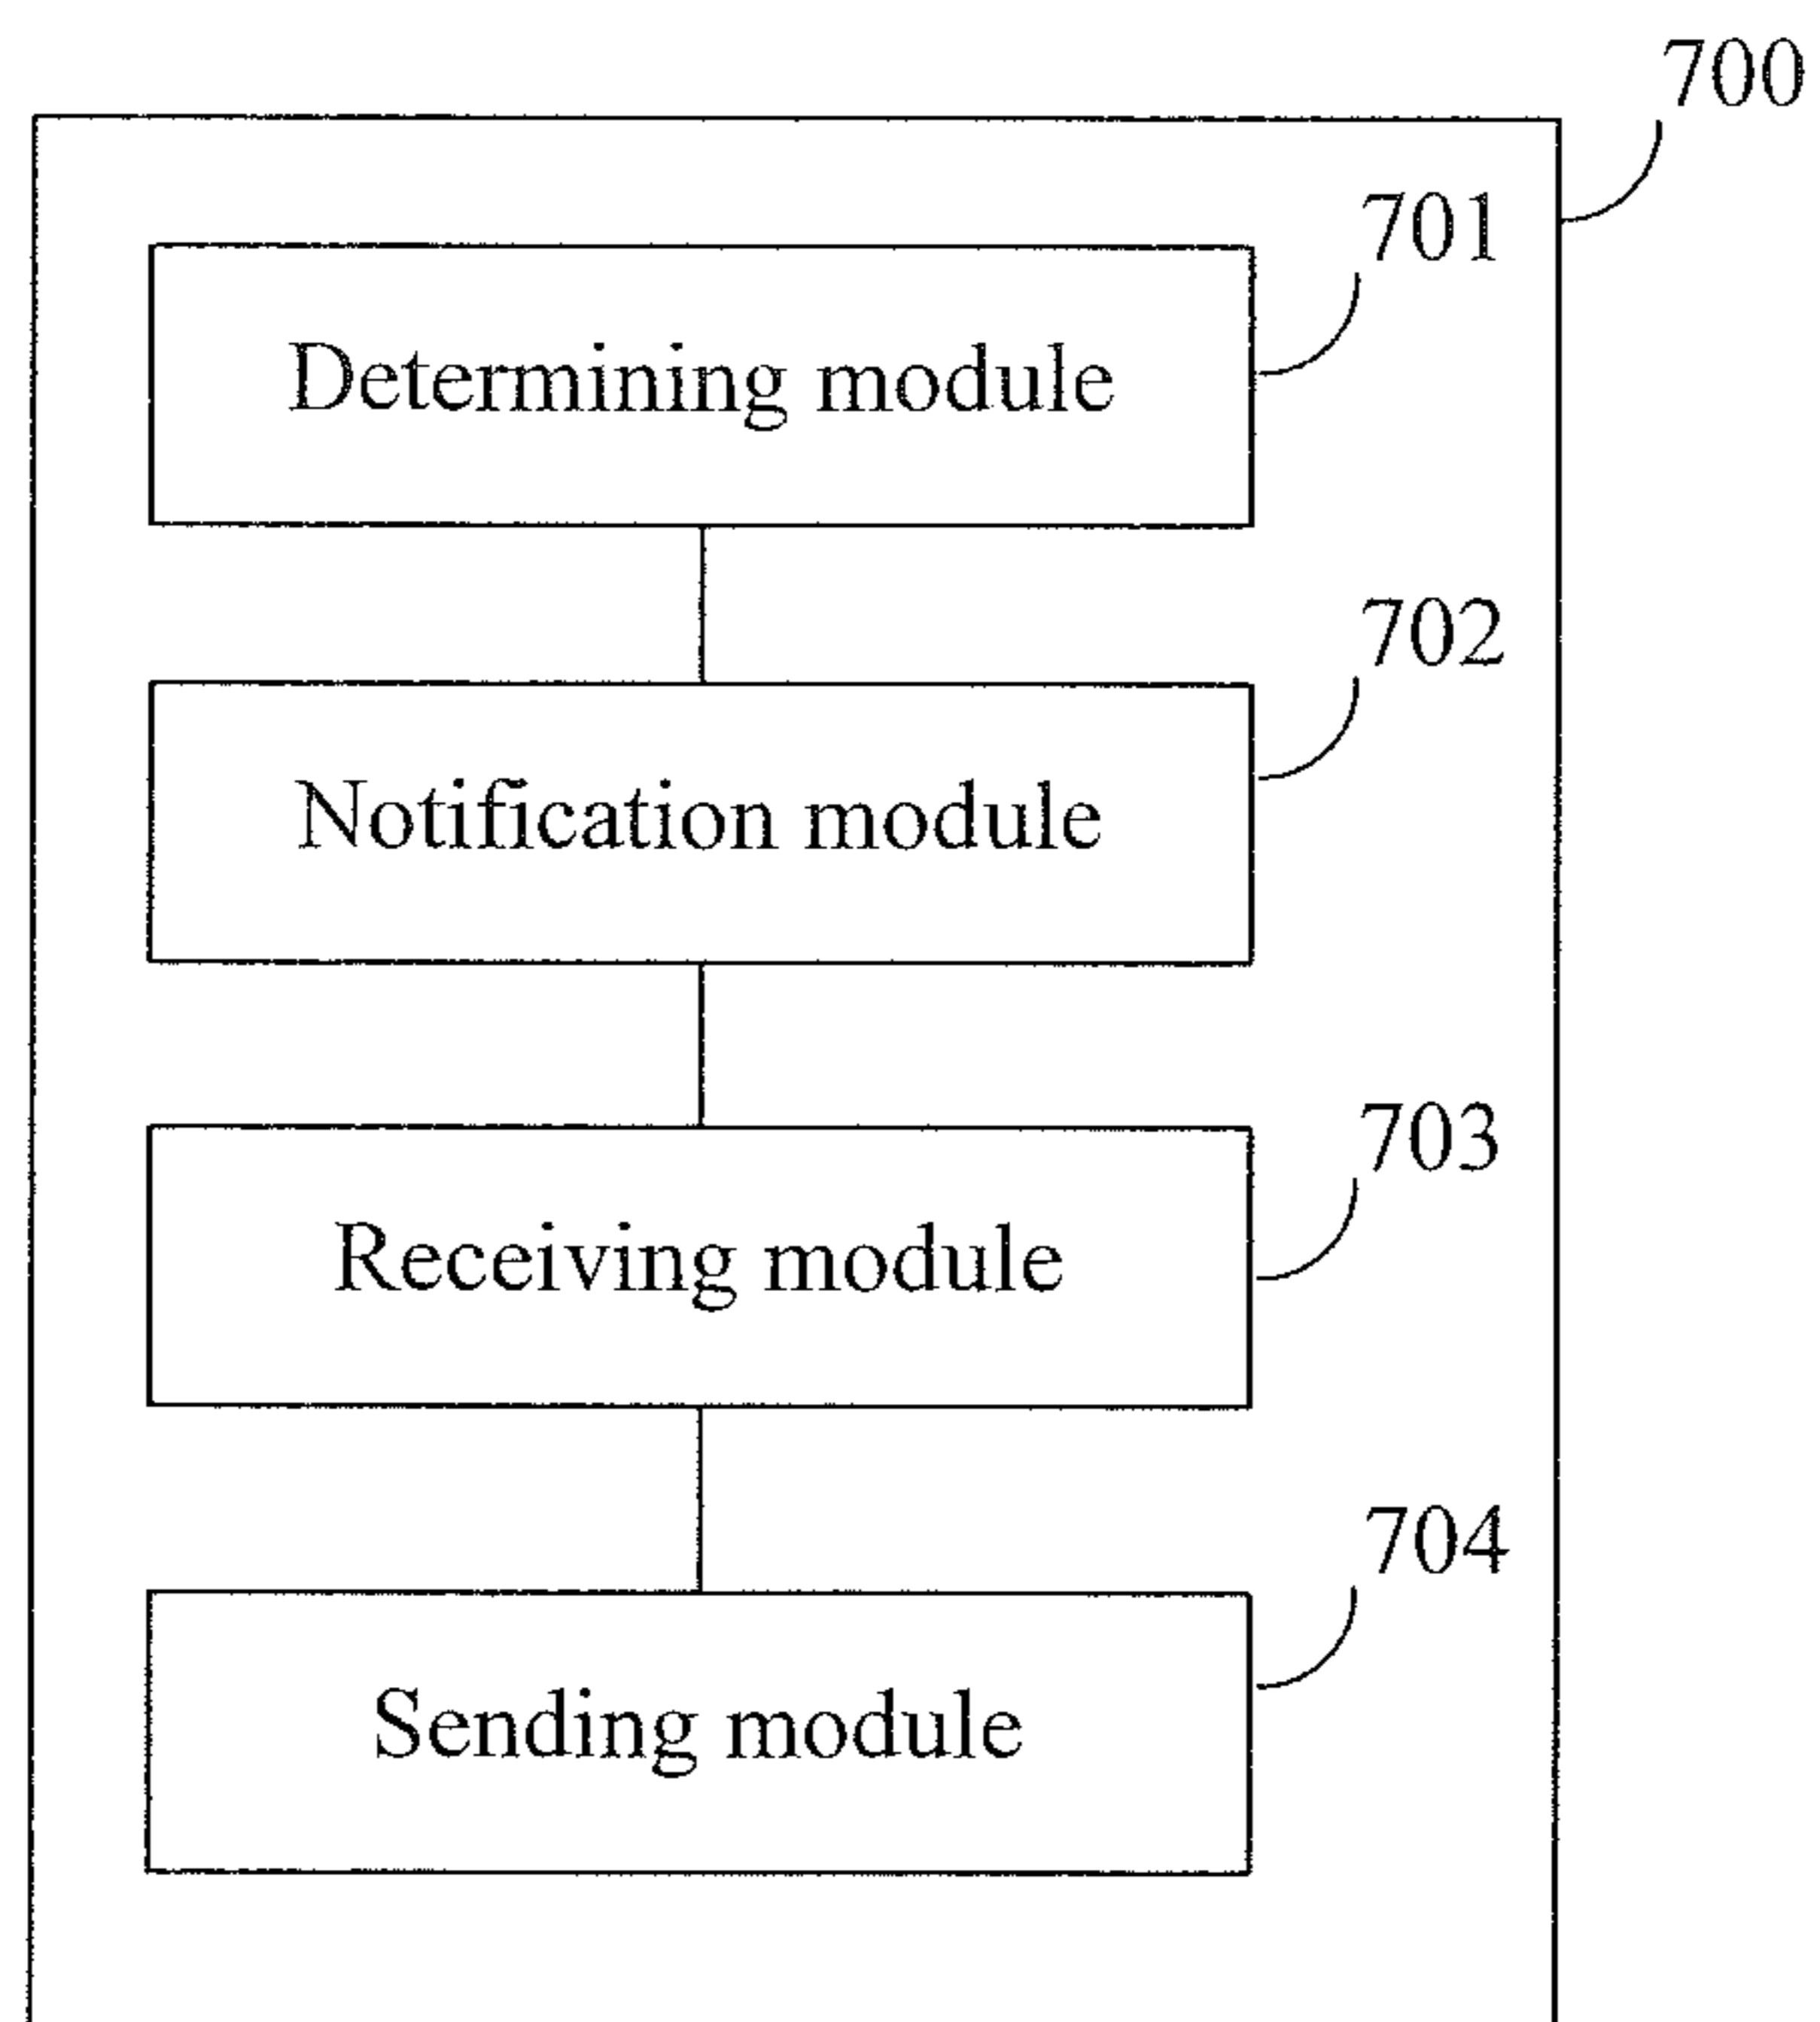 700
701
Determining module
702
Notification module
703
Receiving module
704
Sending module